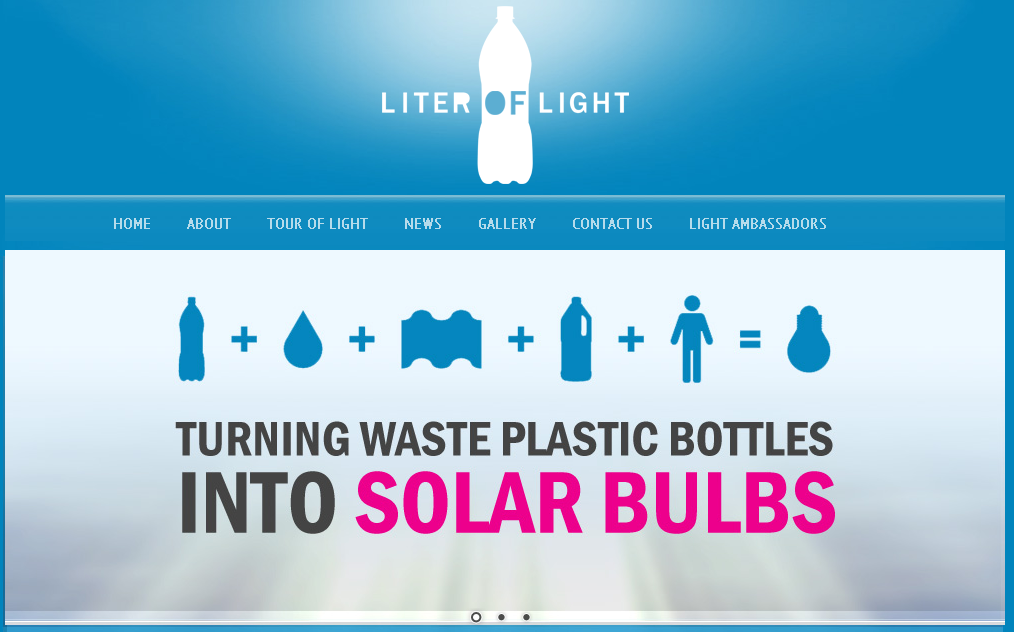 LITER OF LIGHT
HOME ABOUT TOUR OF LIGHT NEWS GALLERY CONTACT US LIGHT AMBASSADORS
+ + + + =
TURNING WASTE PLASTIC BOTTLES
INTO SOLAR BULBS